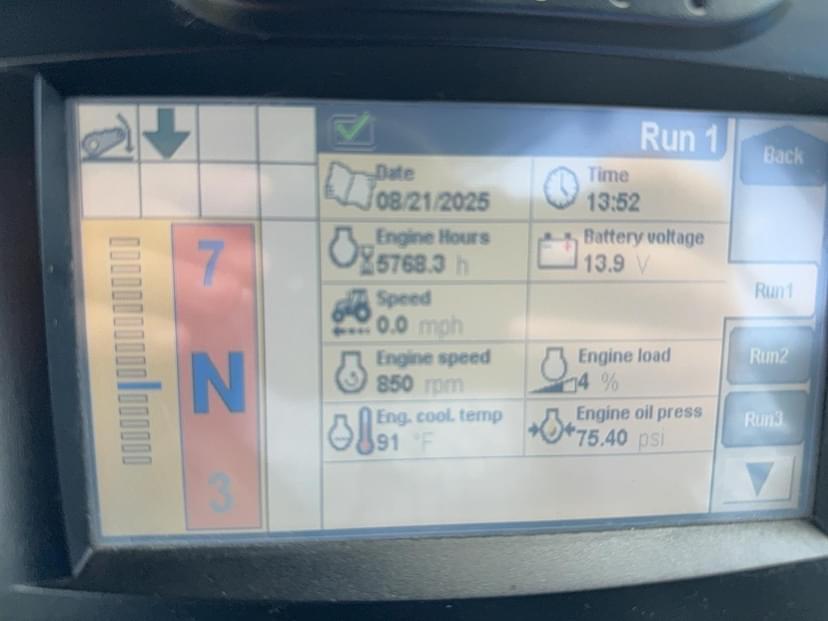 Run 1
Back
Date
08/21/2025
Time
13:52
Engine Hours
5768.3 h
Battery voltage
13.9 V
Speed
0.0 mph
Engine speed
850 rpm
Engine load
4 %
Eng. cool. temp
91 °F
Engine oil press
75.40 psi
7
N
3
Run1
Run2
Run3